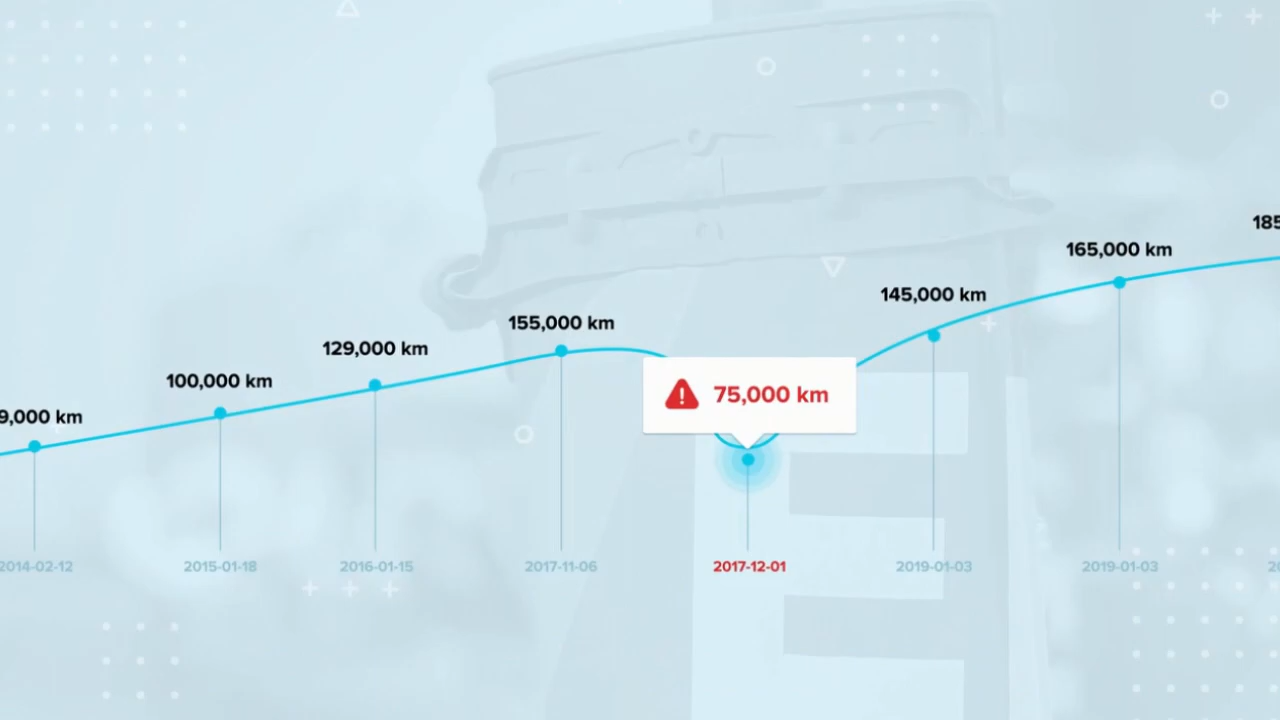 185
165,000 km
145,000 km
155,000 km
129,000 km
100,000 km
9,000 km
75,000 km
2014-02-12
2015-01-18
2016-01-15
2017-11-06
2017-12-01
2019-01-03
2019-01-03
20